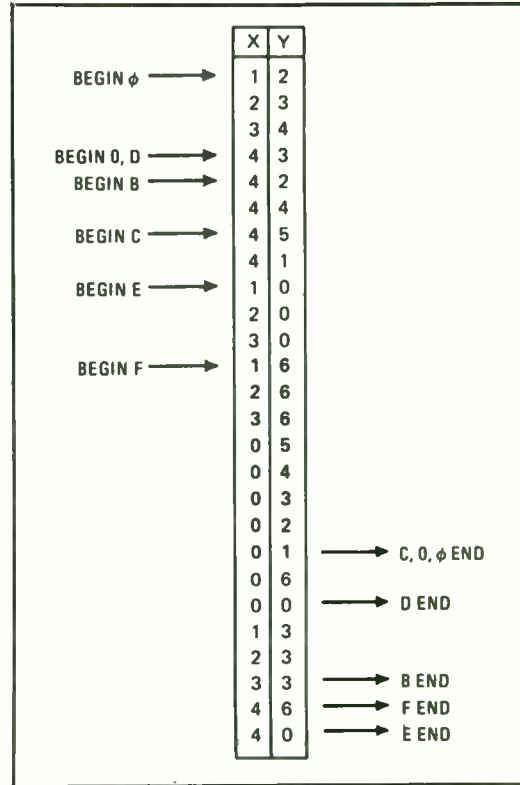 X Y
BEGIN ϕ 1 2
2 3
3 4
BEGIN 0, D 4 3
BEGIN B 4 2
4 4
BEGIN C 4 5
4 1
BEGIN E 1 0
2 0
3 0
BEGIN F 1 6
2 6
3 6
0 5
0 4
0 3
0 2
0 1 C, 0, ϕ END
0 6
0 0 D END
1 3
2 3
3 3 B END
4 6 F END
4 0 E END